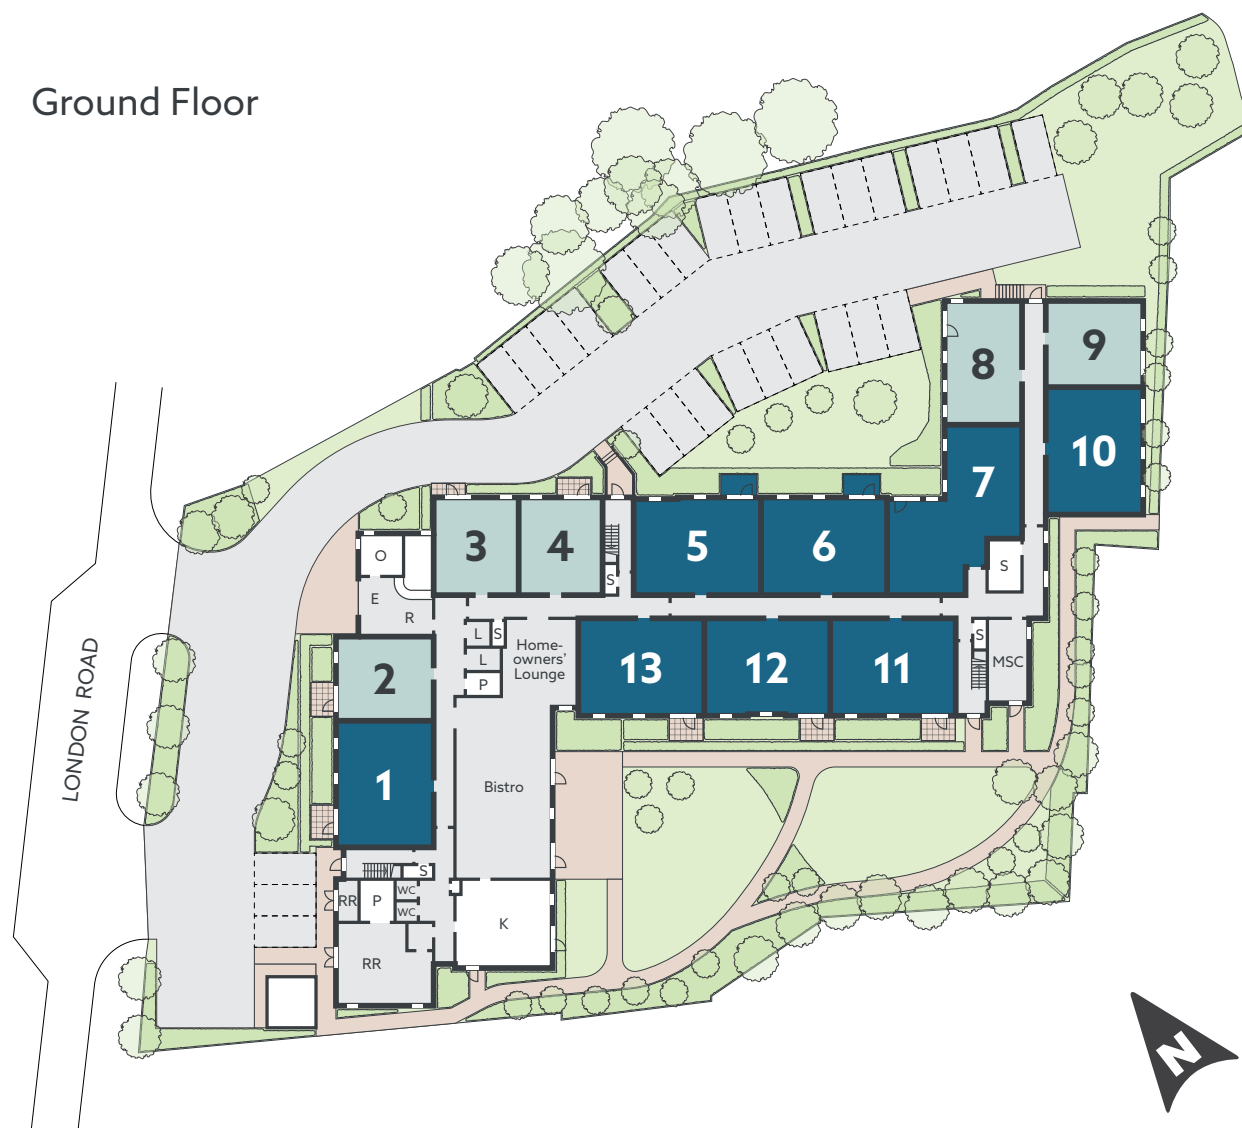 Ground Floor
8
9
7
10
3
4
5
6
O
S
S
E
R
L
S
Home-
owners'
Lounge
L
P
13
12
11
S
MSC
2
LONDON ROAD
1
Bistro
S
RR
P
WC
WC
K
RR
N